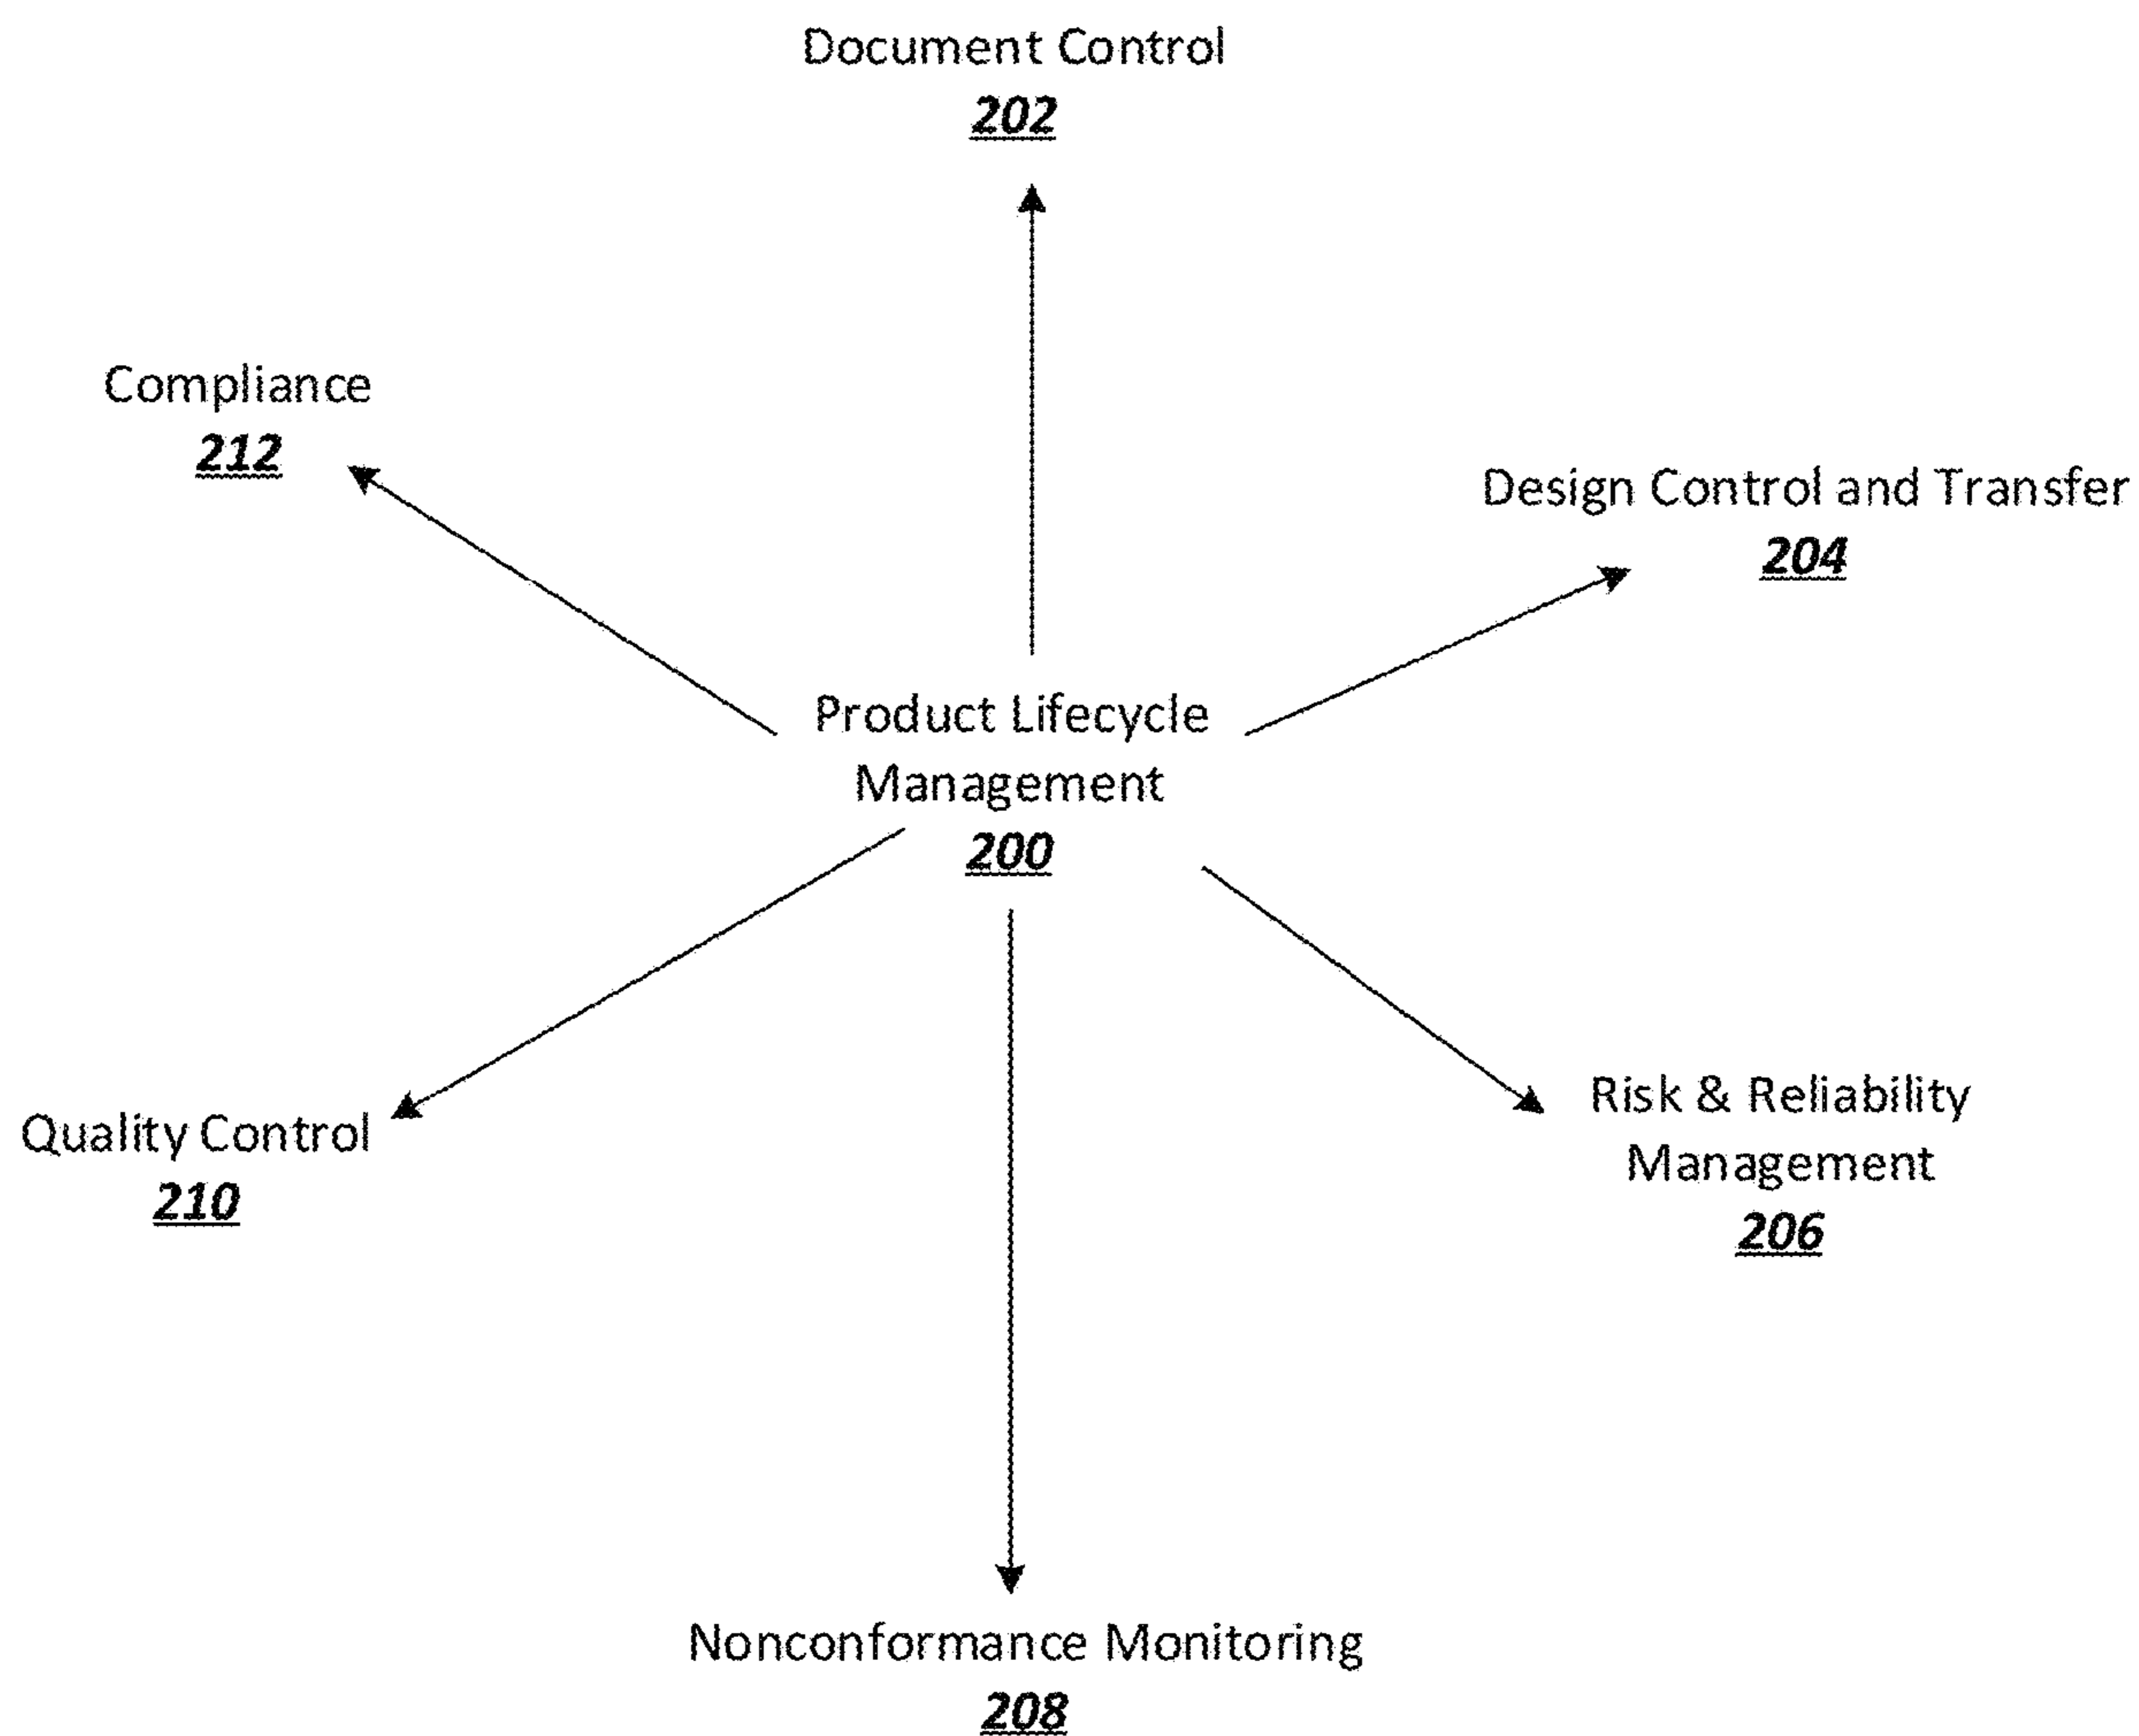 Document Control
202
Compliance
212
Design Control and Transfer
204
Product Lifecycle
Management
200
Risk & Reliability
Management
206
Quality Control
210
Nonconformance Monitoring
208